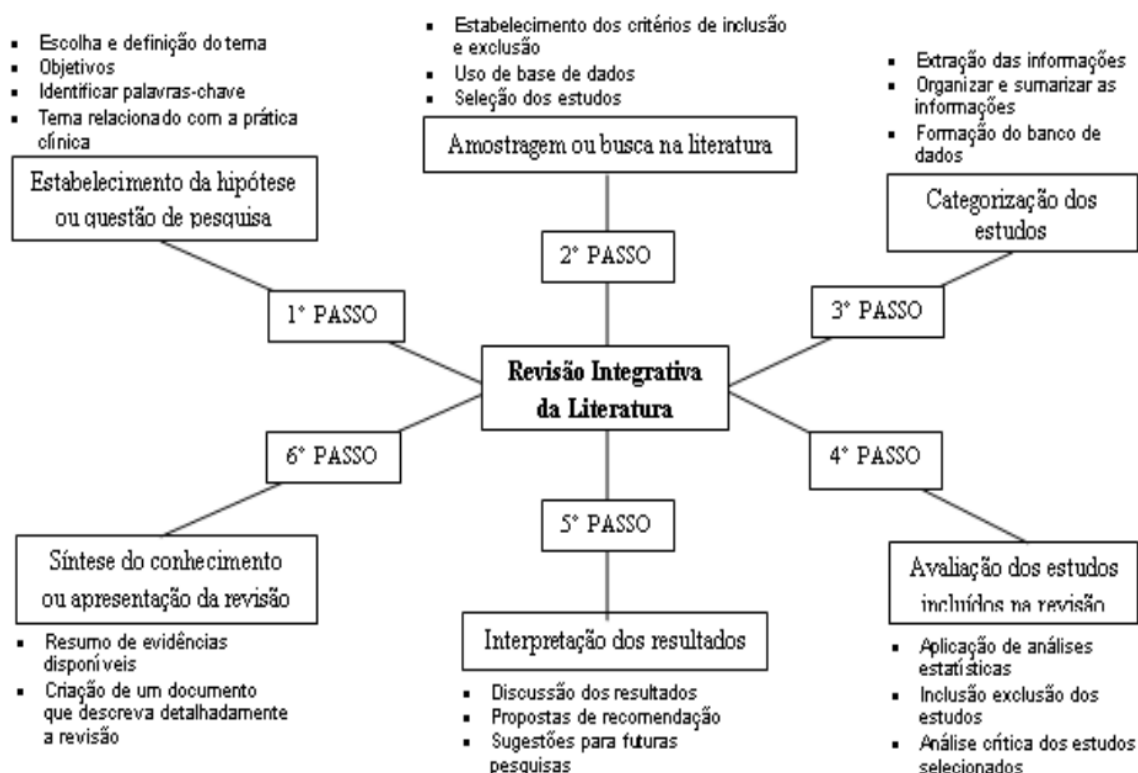 ▪ Escolha e definição do tema
▪ Objetivos
▪ Identificar palavras-chave
▪ Tema relacionado com a prática
clínica
Estabelecimento da hipótese
ou questão de pesquisa
1° PASSO
▪ Estabelecimento dos critérios de inclusão
e exclusão
▪ Uso de base de dados
▪ Seleção dos estudos
Amostragem ou busca na literatura
2° PASSO
▪ Extração das informações
▪ Organizar e sumarizar as
informações
▪ Formação do banco de
dados
Categorização dos
estudos
3° PASSO
Revisão Integrativa
da Literatura
4° PASSO
Avaliação dos estudos
incluídos na revisão
▪ Aplicação de análises
estatísticas
▪ Inclusão exclusão dos
estudos
▪ Análise crítica dos estudos
selecionados
5° PASSO
Interpretação dos resultados
▪ Discussão dos resultados
▪ Propostas de recomendação
▪ Sugestões para futuras
pesquisas
6° PASSO
Síntese do conhecimento
ou apresentação da revisão
▪ Resumo de evidências
disponíveis
▪ Criação de um documento
que descreva detalhadamente
a revisão